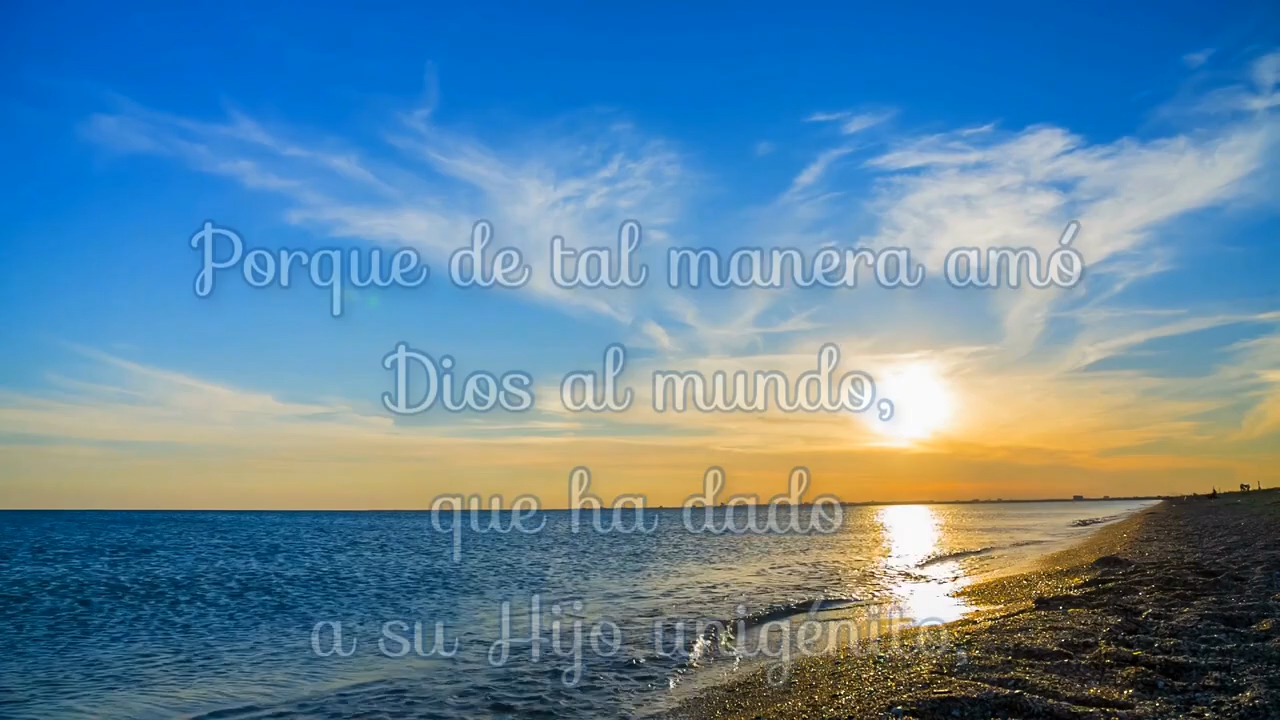 Porque de tal manera amó
Dios al mundo,
que ha dado
a su Hijo unigénito,